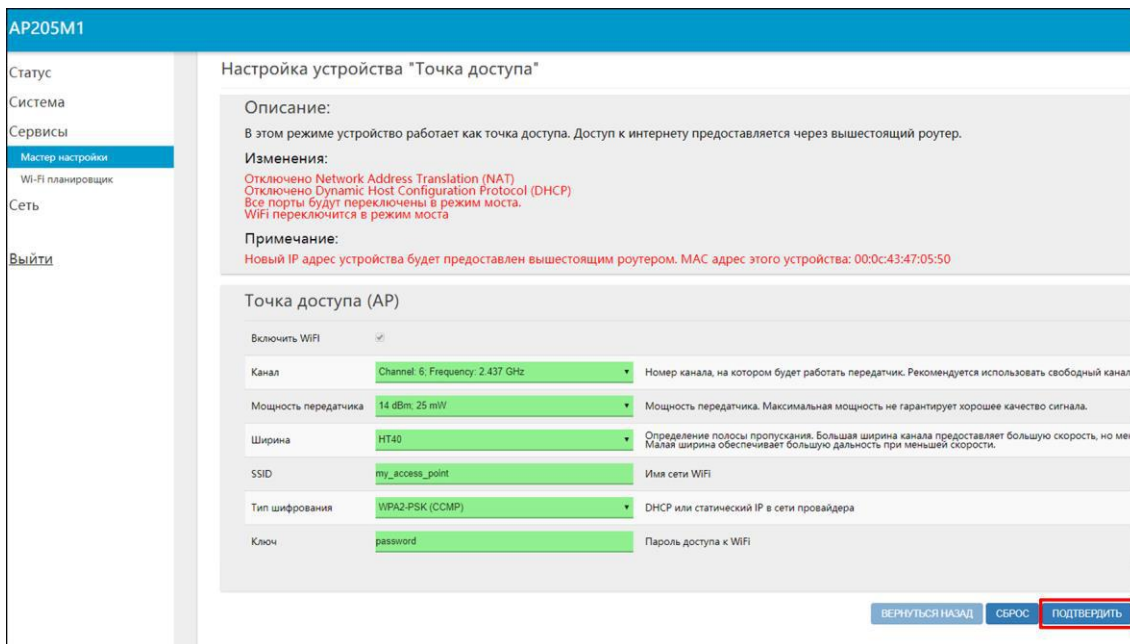 AP205M1
Статус
Система
Сервисы
Мастер настройки
Wi-Fi планировщик
Сеть
Выйти
Настройка устройства "Точка доступа"
Описание:
В этом режиме устройство работает как точка доступа. Доступ к интернету предоставляется через вышестоящий роутер.
Изменения:
Отключено Network Address Translation (NAT)
Отключено Dynamic Host Configuration Protocol (DHCP)
Все порты будут переключены в режим моста.
WiFi переключится в режим моста
Примечание:
Новый IP адрес устройства будет предоставлен вышестоящим роутером. MAC адрес этого устройства: 00:0c:43:47:05:50
Точка доступа (AP)
Включить WiFI
Канал Channel: 6; Frequency: 2.437 GHz Номер канала, на котором будет работать передатчик. Рекомендуется использовать свободный канал
Мощность передатчика 14 dBm; 25 mW Мощность передатчика. Максимальная мощность не гарантирует хорошее качество сигнала.
Ширина HT40 Определение полосы пропускания. Большая ширина канала предоставляет большую скорость, но
Малая ширина обеспечивает большую дальность при меньшей скорости.
SSID my_access_point Имя сети WiFi
Тип шифрования WPA2-PSK (CCMP) DHCP или статический IP в сети провайдера
Ключ password Пароль доступа к WiFi
ВЕРНУТЬСЯ НАЗАД СБРОС ПОДТВЕРДИТЬ